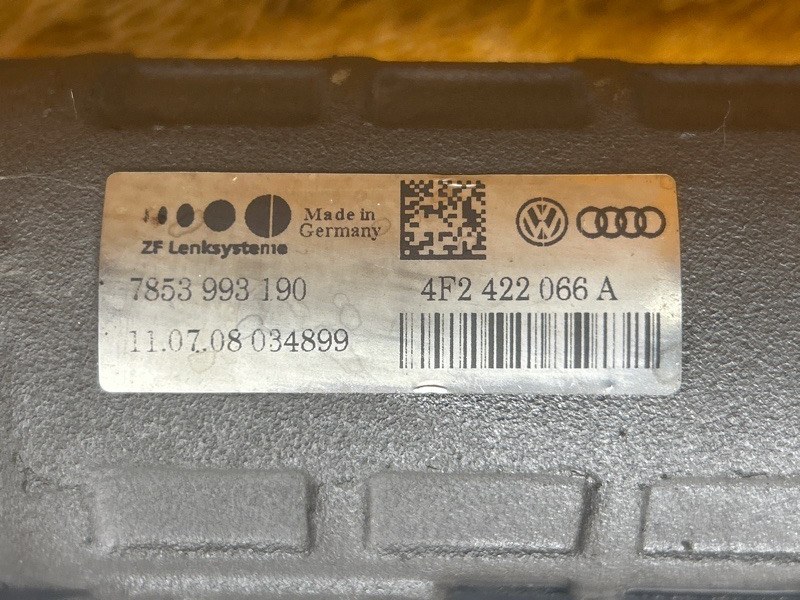 Made in
Germany
ZF Lenksysteme
7853 993 190
4F2 422 066 A
11.07.08 034899